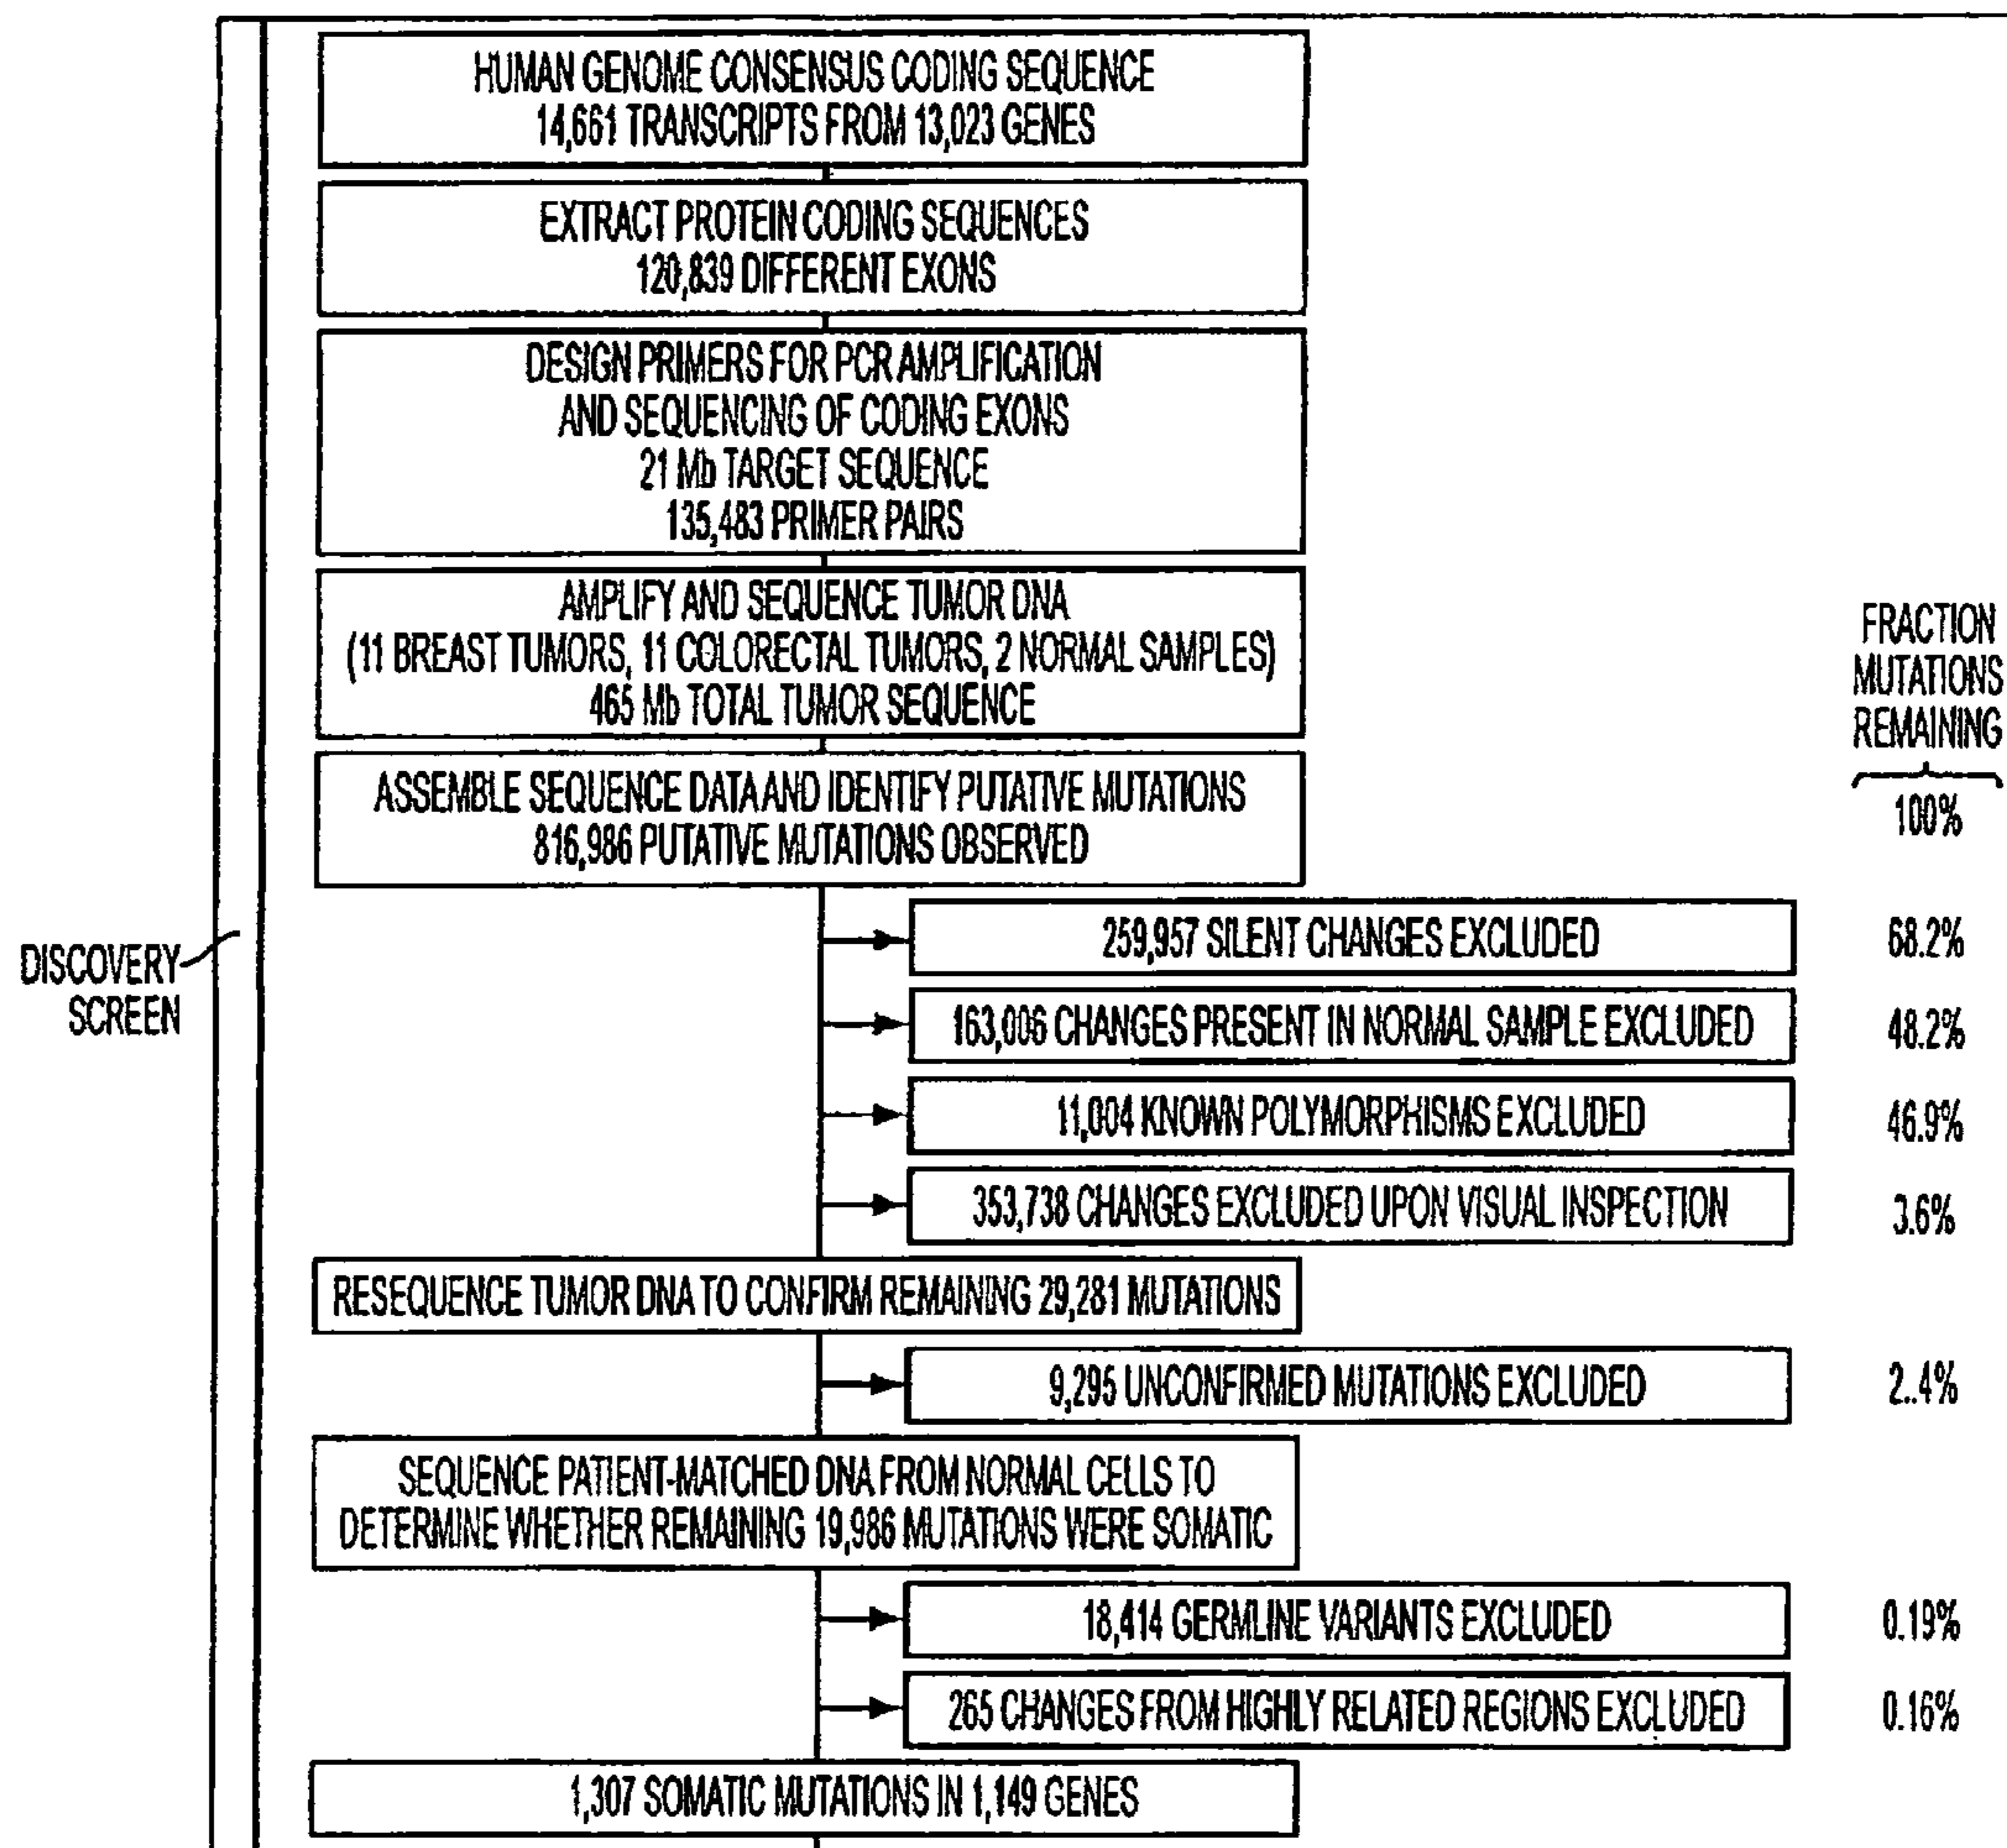 HUMAN GENOME CONSENSUS CODING SEQUENCE
14,661 TRANSCRIPTS FROM 13,023 GENES
EXTRACT PROTEIN CODING SEQUENCES
120,839 DIFFERENT EXONS
DESIGN PRIMERS FOR PCR AMPLIFICATION
AND SEQUENCING OF CODING EXONS
21 Mb TARGET SEQUENCE
135,483 PRIMER PAIRS
AMPLIFY AND SEQUENCE TUMOR DNA
(11 BREAST TUMORS, 11 COLORECTAL TUMORS, 2 NORMAL SAMPLES)
465 Mb TOTAL TUMOR SEQUENCE
FRACTION
MUTATIONS
REMAINING
ASSEMBLE SEQUENCE DATA AND IDENTIFY PUTATIVE MUTATIONS
816,986 PUTATIVE MUTATIONS OBSERVED
100%
DISCOVERY
SCREEN
259,957 SILENT CHANGES EXCLUDED
68.2%
163,006 CHANGES PRESENT IN NORMAL SAMPLE EXCLUDED
48.2%
11,004 KNOWN POLYMORPHISMS EXCLUDED
46.9%
353,738 CHANGES EXCLUDED UPON VISUAL INSPECTION
3.6%
RESEQUENCE TUMOR DNA TO CONFIRM REMAINING 29,281 MUTATIONS
9,295 UNCONFIRMED MUTATIONS EXCLUDED
2..4%
SEQUENCE PATIENT-MATCHED DNA FROM NORMAL CELLS TO
DETERMINE WHETHER REMAINING 19,986 MUTATIONS WERE SOMATIC
18,414 GERMLINE VARIANTS EXCLUDED
0.19%
265 CHANGES FROM HIGHLY RELATED REGIONS EXCLUDED
0.16%
1,307 SOMATIC MUTATIONS IN 1,149 GENES